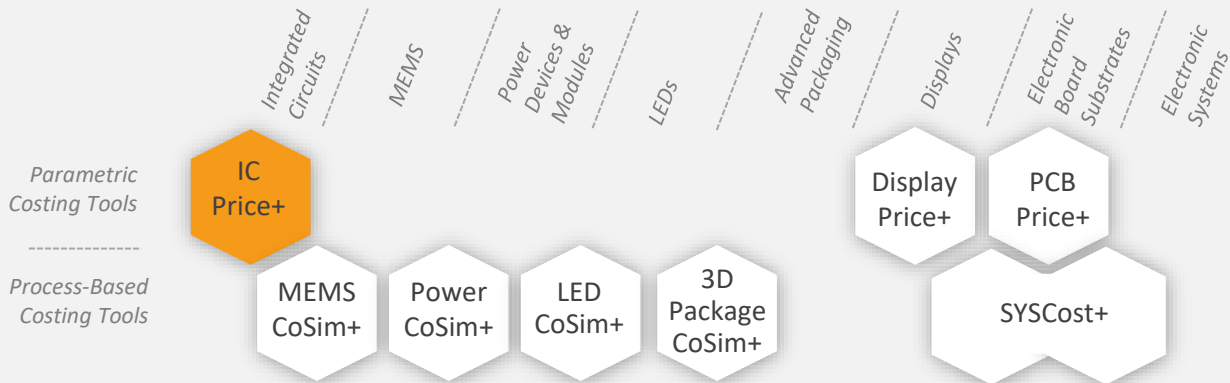 Integrated
Circuits
MEMS
Power
Devices &
Modules
LEDs
Advanced
Packaging
Displays
Electronic
Board
Substrates
Electronic
Systems
Parametric
Costing Tools
IC
Price+
Display
Price+
PCB
Price+
Process-Based
Costing Tools
MEMS
CoSim+
Power
CoSim+
LED
CoSim+
3D
Package
CoSim+
SYSCost+